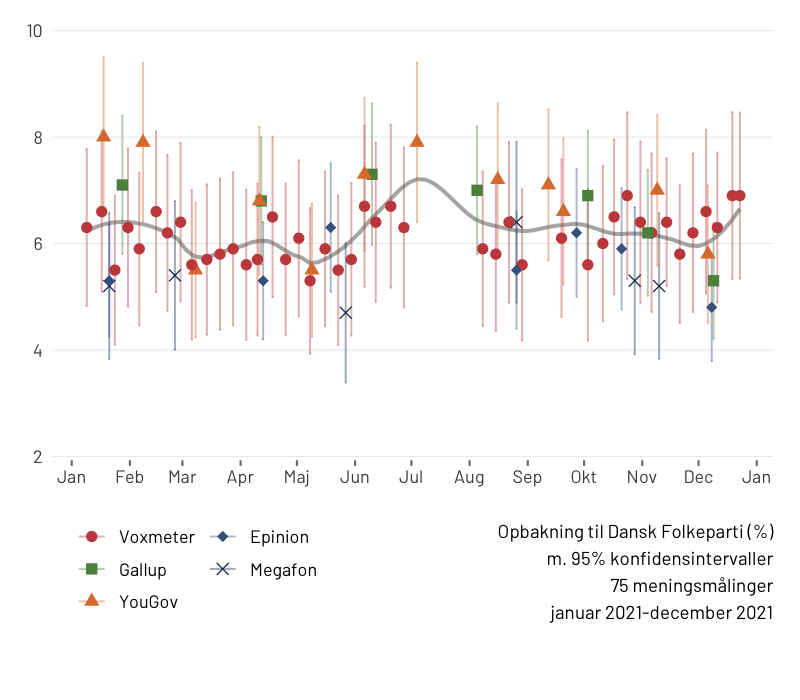 10
8
6
4
2
Jan Feb Mar Apr Maj Jun Jul Aug Sep Okt Nov Dec Jan
Voxmeter Epinion
Gallup Megafon
YouGov
Opbakning til Dansk Folkeparti (%)
m. 95% konfidensintervaller
75 meningsmålinger
januar 2021-december 2021